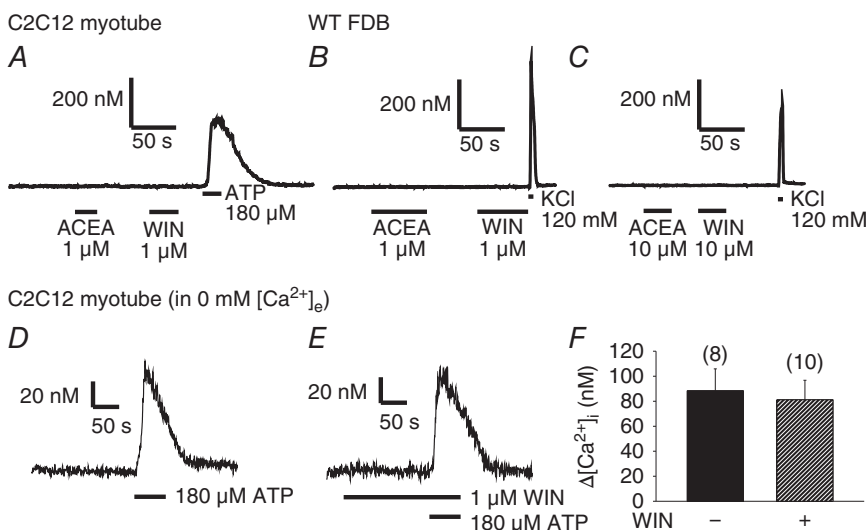 C2C12 myotube
WT FDB
A
200 nM
50 s
ATP
180 µM
ACEA
1 µM
WIN
1 µM
B
200 nM
50 s
KCl
120 mM
ACEA
1 µM
WIN
1 µM
C
200 nM
50 s
KCl
120 mM
ACEA
10 µM
WIN
10 µM
C2C12 myotube (in 0 mM [Ca²⁺]ₑ)
D
20 nM
50 s
180 µM ATP
E
20 nM
50 s
1 µM WIN
180 µM ATP
F
Δ[Ca²⁺]ᵢ (nM)
120
100
80
60
40
20
0
(8)
(10)
WIN – +